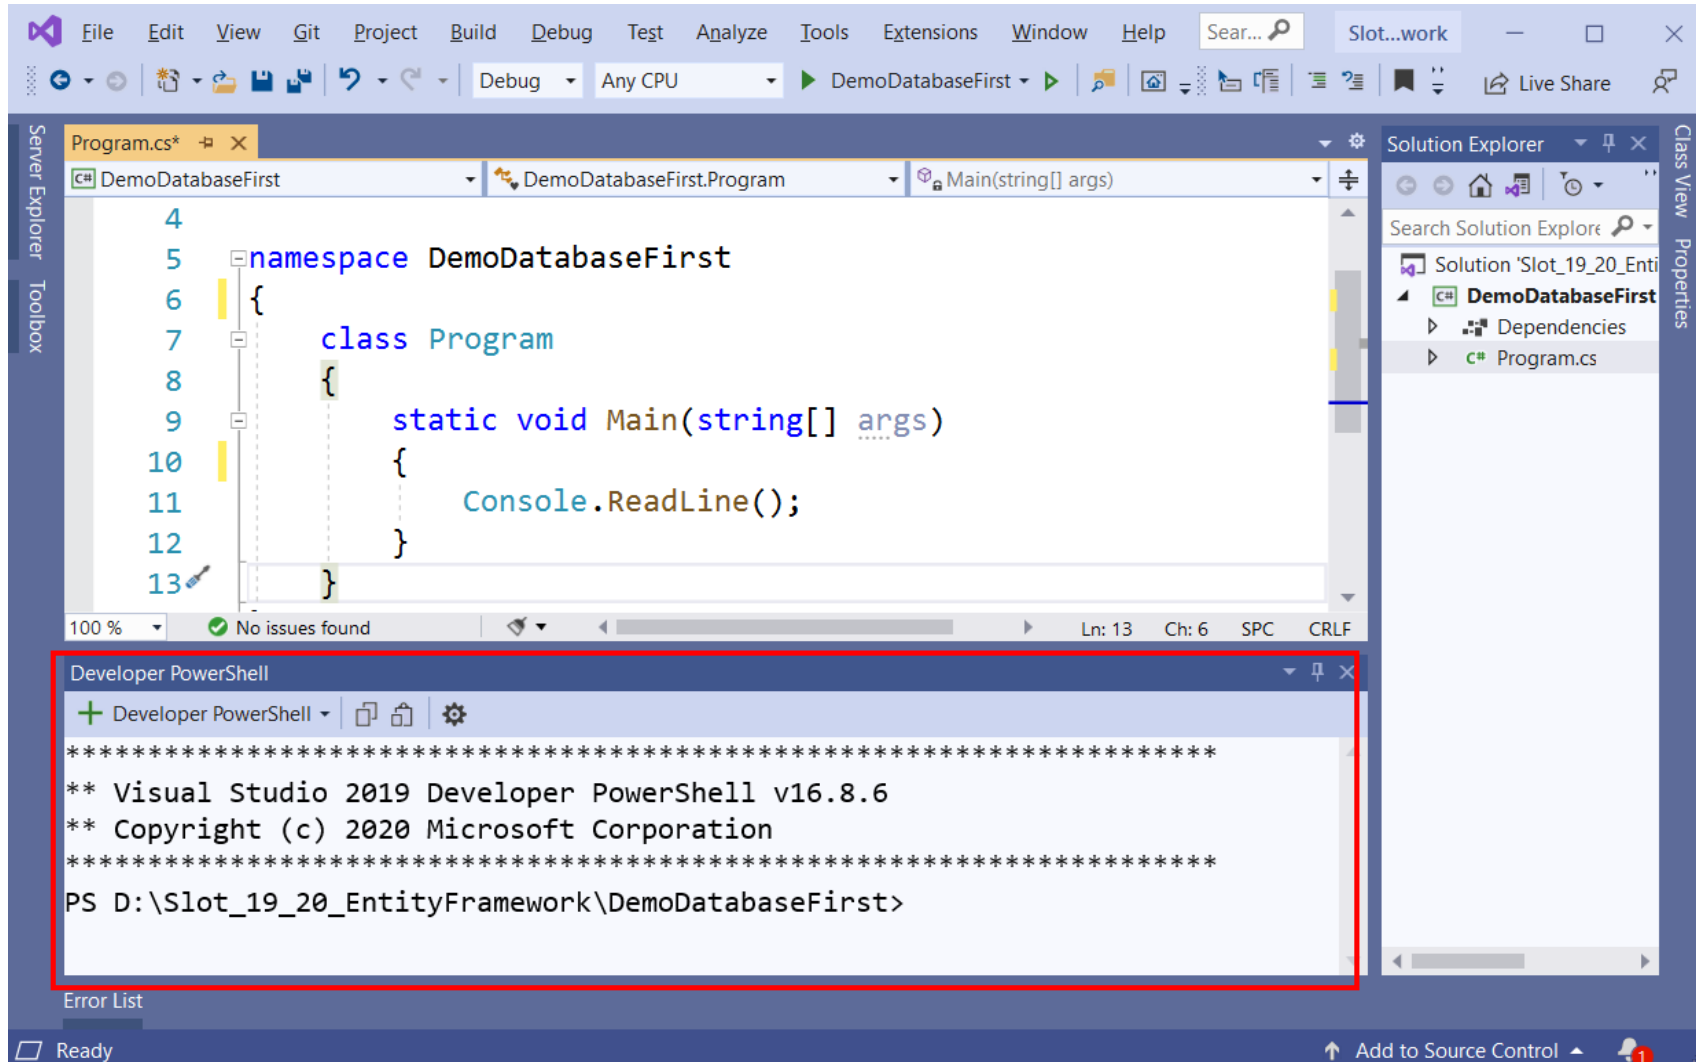 File Edit View Git Project Build Debug Test Analyze Tools Extensions Window Help Sear... Slot...work
Debug Any CPU DemoDatabaseFirst Live Share
Server Explorer
Toolbox
Program.cs*
C# DemoDatabaseFirst DemoDatabaseFirst.Program Main(string[] args)
4
5 namespace DemoDatabaseFirst
6 {
7 class Program
8 {
9 static void Main(string[] args)
10 {
11 Console.ReadLine();
12 }
13 }
100 % No issues found Ln: 13 Ch: 6 SPC CRLF
Developer PowerShell
Developer PowerShell
**********************************************************************
** Visual Studio 2019 Developer PowerShell v16.8.6
** Copyright (c) 2020 Microsoft Corporation
**********************************************************************
PS D:\Slot_19_20_EntityFramework\DemoDatabaseFirst>
Error List
Solution Explorer
Search Solution Explore
Solution 'Slot_19_20_Enti
C# DemoDatabaseFirst
Dependencies
C# Program.cs
Class View
Properties
Ready Add to Source Control 1